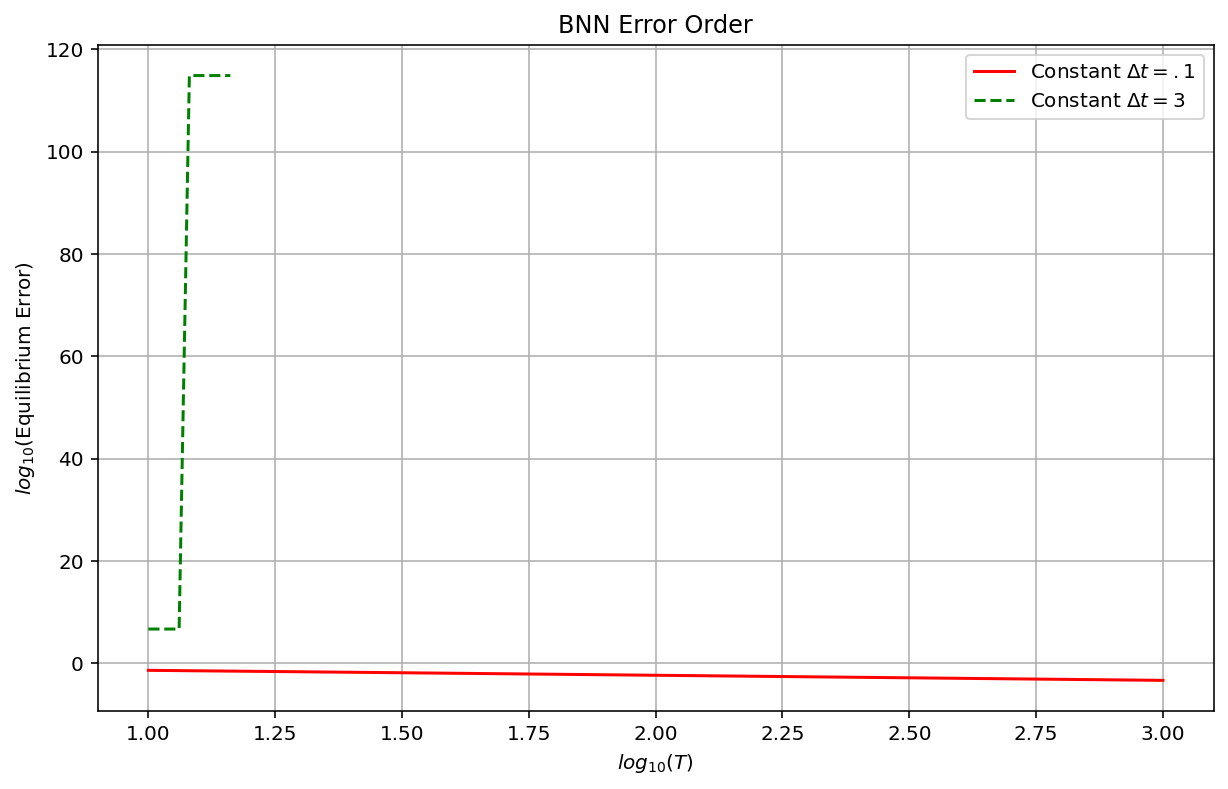 BNN Error Order
120
100
80
60
40
20
0
log₁₀(Equilibrium Error)
Constant Δt = .1
Constant Δt = 3
1.00 1.25 1.50 1.75 2.00 2.25 2.50 2.75 3.00
log₁₀(T)